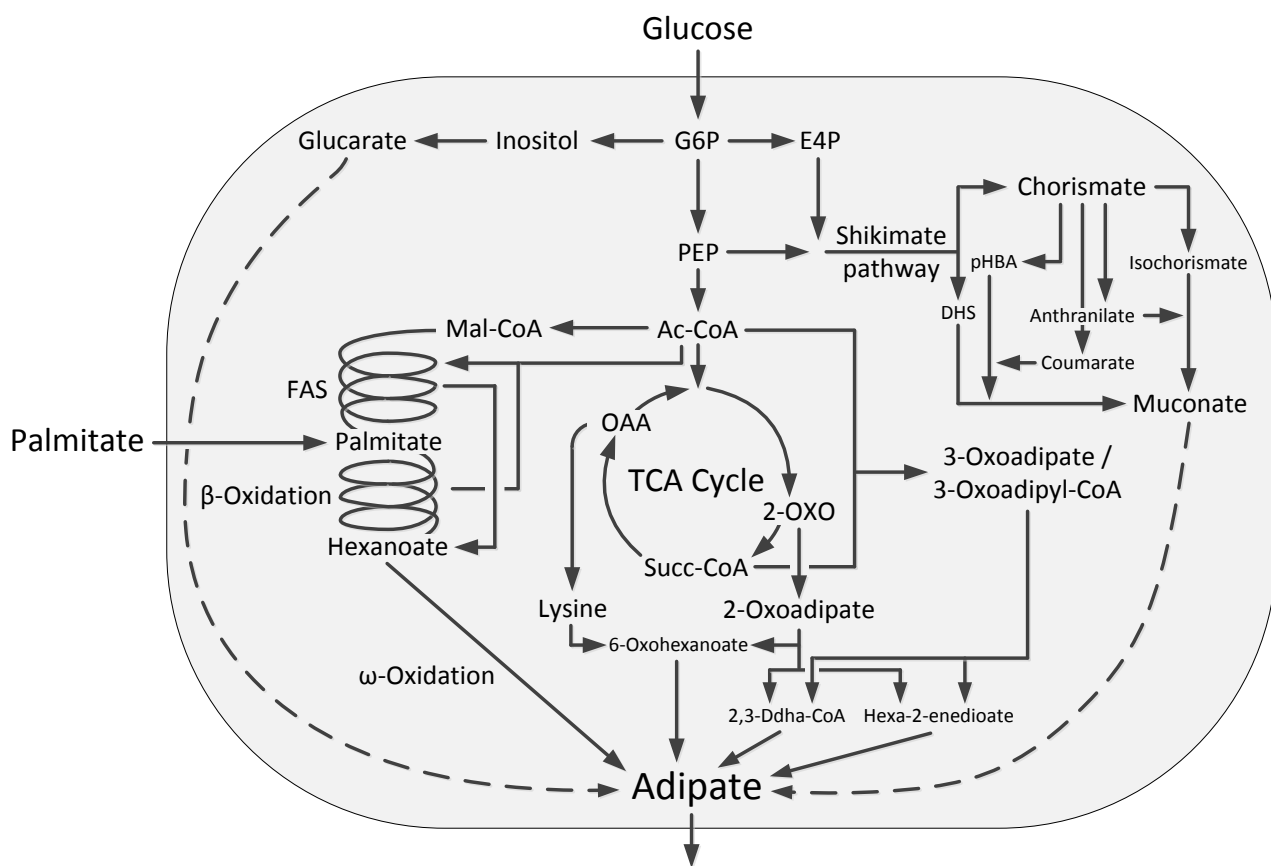 Glucose
Glucarate
Inositol
G6P
E4P
Chorismate
Shikimate
pathway
PEP
pHBA
Isochorismate
DHS
Anthranilate
Mal-CoA
Ac-CoA
Coumarate
FAS
Muconate
OAA
Palmitate
Palmitate
3-Oxoadipate /
3-Oxoadipyl-CoA
TCA Cycle
β-Oxidation
2-OXO
Hexanoate
Succ-CoA
Lysine
2-Oxoadipate
6-Oxohexanoate
ω-Oxidation
2,3-Ddha-CoA
Hexa-2-enedioate
Adipate